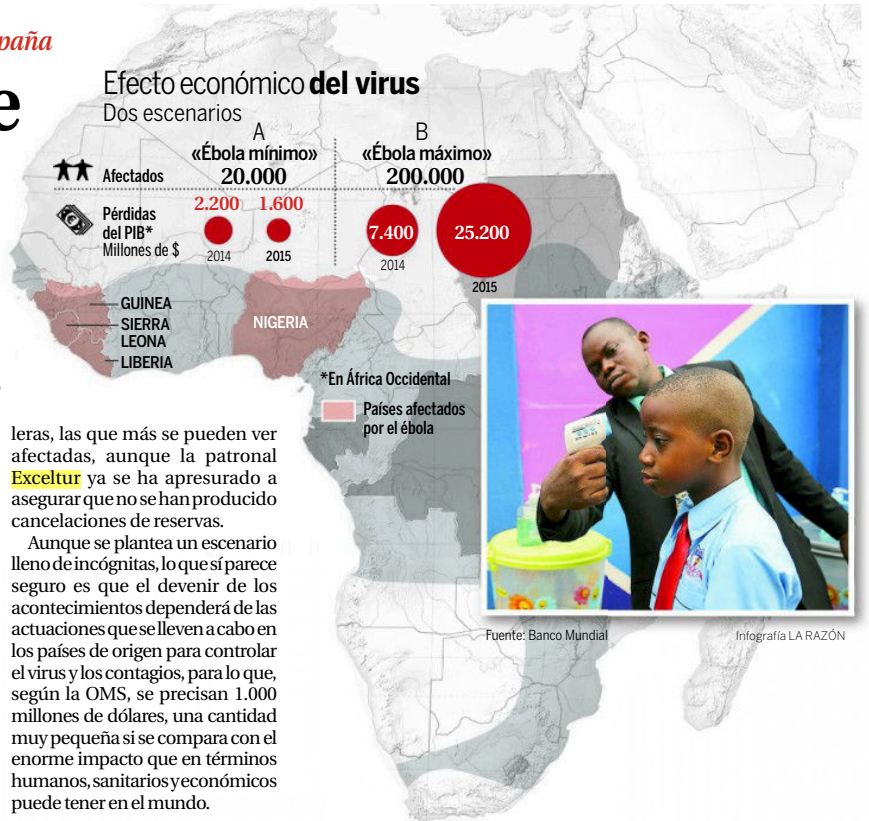 paña
e
Efecto económico del virus
Dos escenarios
A
«Ébola mínimo»
B
«Ébola máximo»
Afectados
20.000
200.000
Pérdidas
del PIB*
Millones de $
2.200
1.600
2014
2015
7.400
25.200
2014
2015
GUINEA
SIERRA
LEONA
LIBERIA
NIGERIA
*En África Occidental
Países afectados
por el ébola
Fuente: Banco Mundial
Infografía LA RAZÓN
leras, las que más se pueden ver
afectadas, aunque la patronal
Exceltur ya se ha apresurado a
asegurar que no se han producido
cancelaciones de reservas.
Aunque se plantea un escenario
lleno de incógnitas, lo que sí parece
seguro es que el devenir de los
acontecimientos dependerá de las
actuaciones que se lleven a cabo en
los países de origen para controlar
el virus y los contagios, para lo que,
según la OMS, se precisan 1.000
millones de dólares, una cantidad
muy pequeña si se compara con el
enorme impacto que en términos
humanos, sanitarios y económicos
puede tener en el mundo.